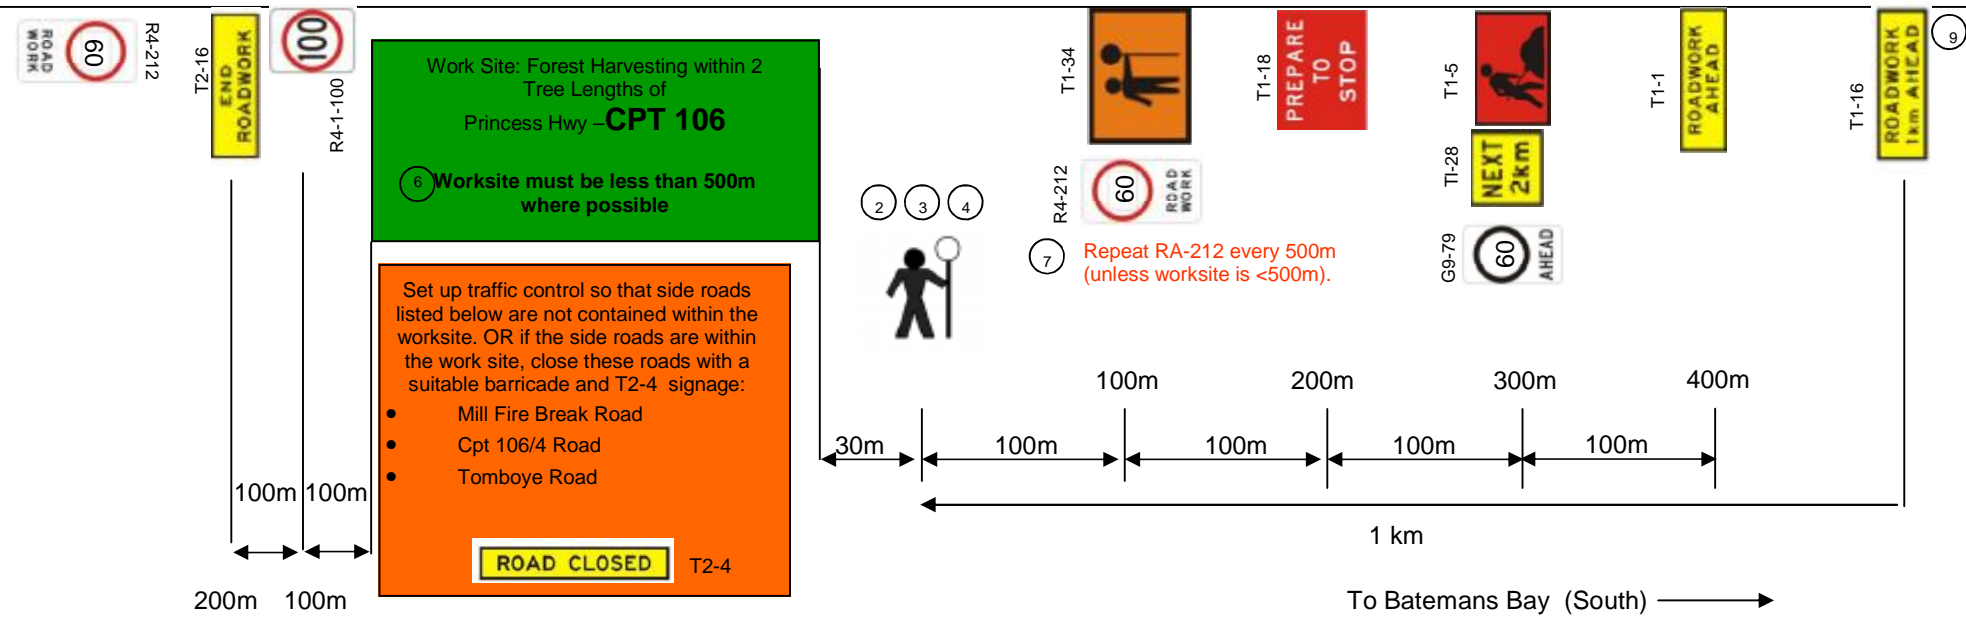 60
ROAD
WORK
R4-212
T2-16
END
ROADWORK
100
R4-1-100
Work Site: Forest Harvesting within 2
Tree Lengths of
Princess Hwy –CPT 106
6 Worksite must be less than 500m
where possible
Set up traffic control so that side roads
listed below are not contained within the
worksite. OR if the side roads are within
the work site, close these roads with a
suitable barricade and T2-4 signage:
• Mill Fire Break Road
• Cpt 106/4 Road
• Tomboye Road
ROAD CLOSED T2-4
2 3 4
T1-34
R4-212
60
ROAD
WORK
7 Repeat RA-212 every 500m
(unless worksite is <500m).
T1-18
PREPARE
TO
STOP
T1-5
TI-28
NEXT
2km
G9-79
60
AHEAD
T1-1
ROADWORK
AHEAD
T1-16
ROADWORK
1km AHEAD
9
100m 200m 300m 400m
30m 100m 100m 100m 100m
100m 100m
1 km
200m 100m
To Batemans Bay (South)